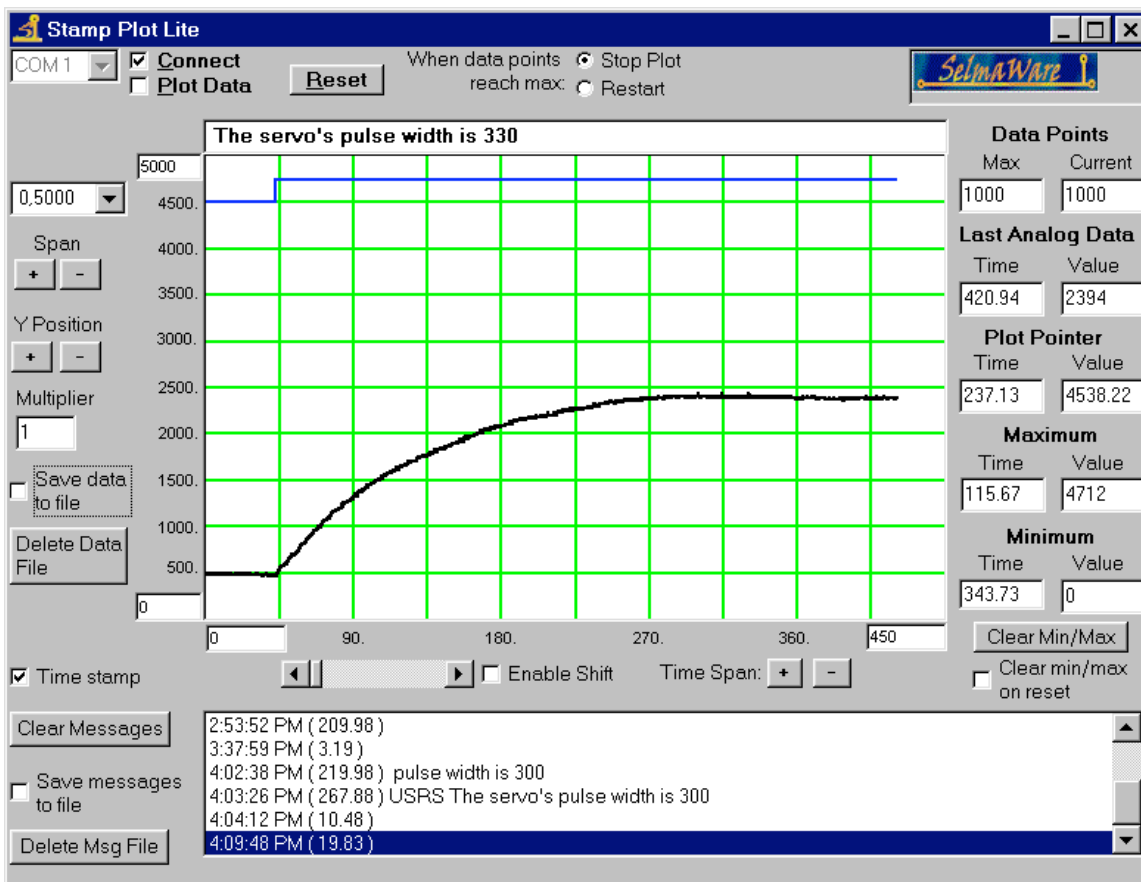 Stamp Plot Lite
COM 1
Connect
Plot Data
Reset
When data points reach max:
Stop Plot
Restart
SelmaWare
The servo's pulse width is 330
5000
0,5000
4500.
4000.
3500.
3000.
2500.
2000.
1500.
1000.
500.
0
Span
+ -
Y Position
+ -
Multiplier
1
Save data
to file
Delete Data
File
0
90.
180.
270.
360.
450
Data Points
Max Current
1000 1000
Last Analog Data
Time Value
420.94 2394
Plot Pointer
Time Value
237.13 4538.22
Maximum
Time Value
115.67 4712
Minimum
Time Value
343.73 0
Clear Min/Max
Clear min/max
on reset
Time stamp
Enable Shift
Time Span: + -
Clear Messages
Save messages
to file
Delete Msg File
2:53:52 PM ( 209.98 )
3:37:59 PM ( 3.19 )
4:02:38 PM ( 219.98 ) pulse width is 300
4:03:26 PM ( 267.88 ) USRS The servo's pulse width is 300
4:04:12 PM ( 10.48 )
4:09:48 PM ( 19.83 )